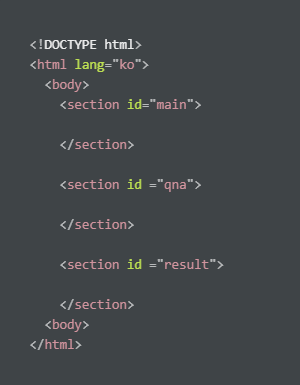 <!DOCTYPE html>
<html lang="ko">
<body>
<section id="main">
</section>
<section id ="qna">
</section>
<section id ="result">
</section>
<body>
</html>